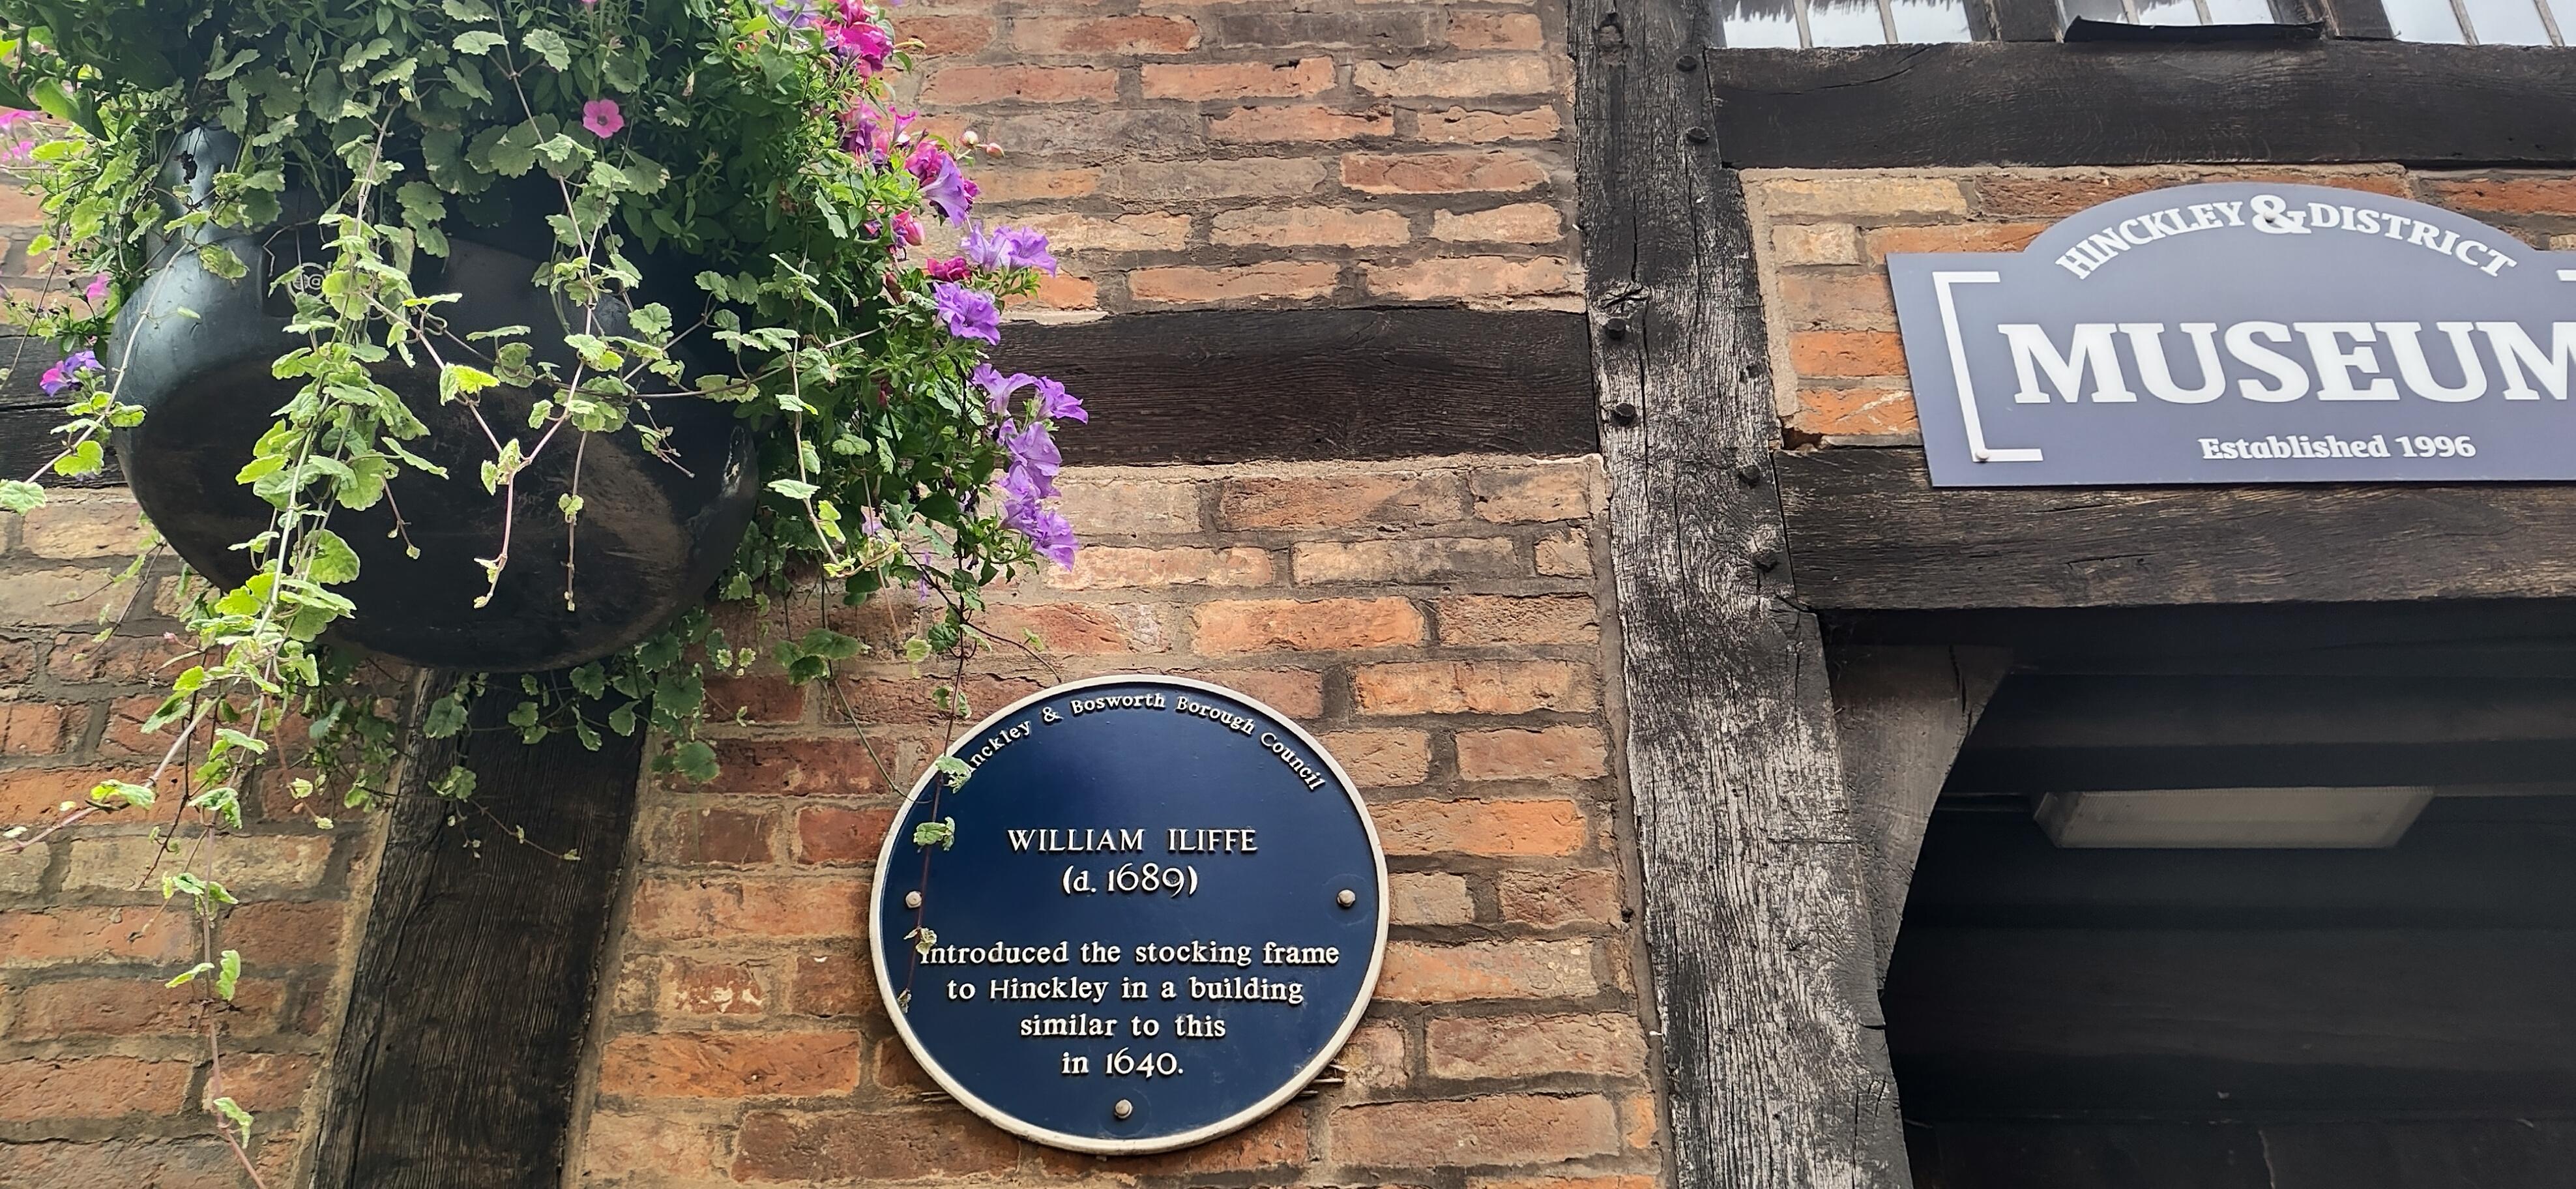 HINCKLEY & DISTRICT
MUSEUM
Established 1996
Hinckley & Bosworth Borough Council
WILLIAM ILIFFE
(d. 1689)
introduced the stocking frame
to Hinckley in a building
similar to this
in 1640.